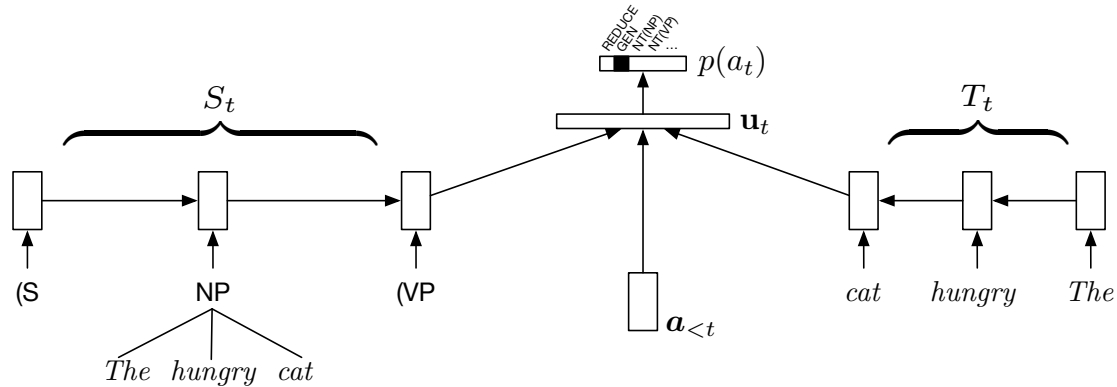 REDUCE
GEN
NT(NP)
NT(VP)
...
p(a_t)
S_t
T_t
u_t
(S NP (VP cat hungry The
a_{<t}
The hungry cat